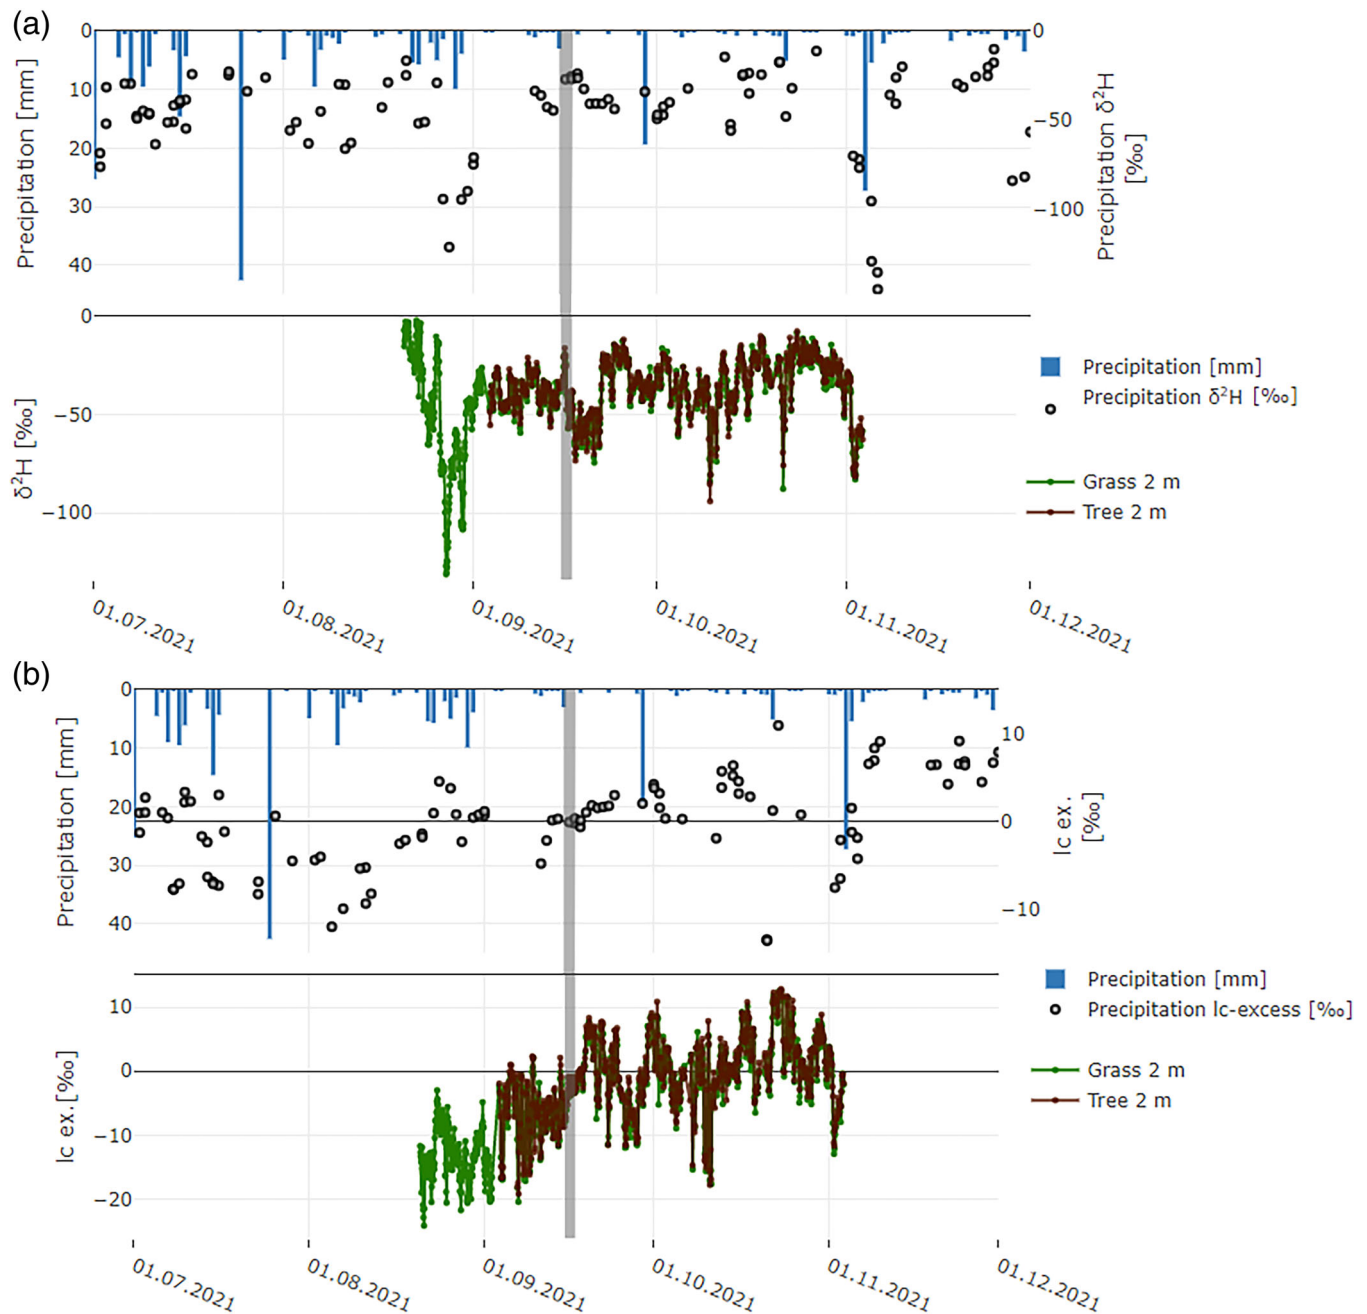 (a)
0
10
20
30
40
Precipitation [mm]
0
−50
−100
Precipitation δ²H
[‰]
0
−50
−100
δ²H [‰]
Precipitation [mm]
Precipitation δ²H [‰]
Grass 2 m
Tree 2 m
01.07.2021
01.08.2021
01.09.2021
01.10.2021
01.11.2021
01.12.2021
(b)
0
10
20
30
40
Precipitation [mm]
10
0
−10
lc ex.
[‰]
10
0
−10
−20
lc ex.[‰]
Precipitation [mm]
Precipitation lc-excess [‰]
Grass 2 m
Tree 2 m
01.07.2021
01.08.2021
01.09.2021
01.10.2021
01.11.2021
01.12.2021